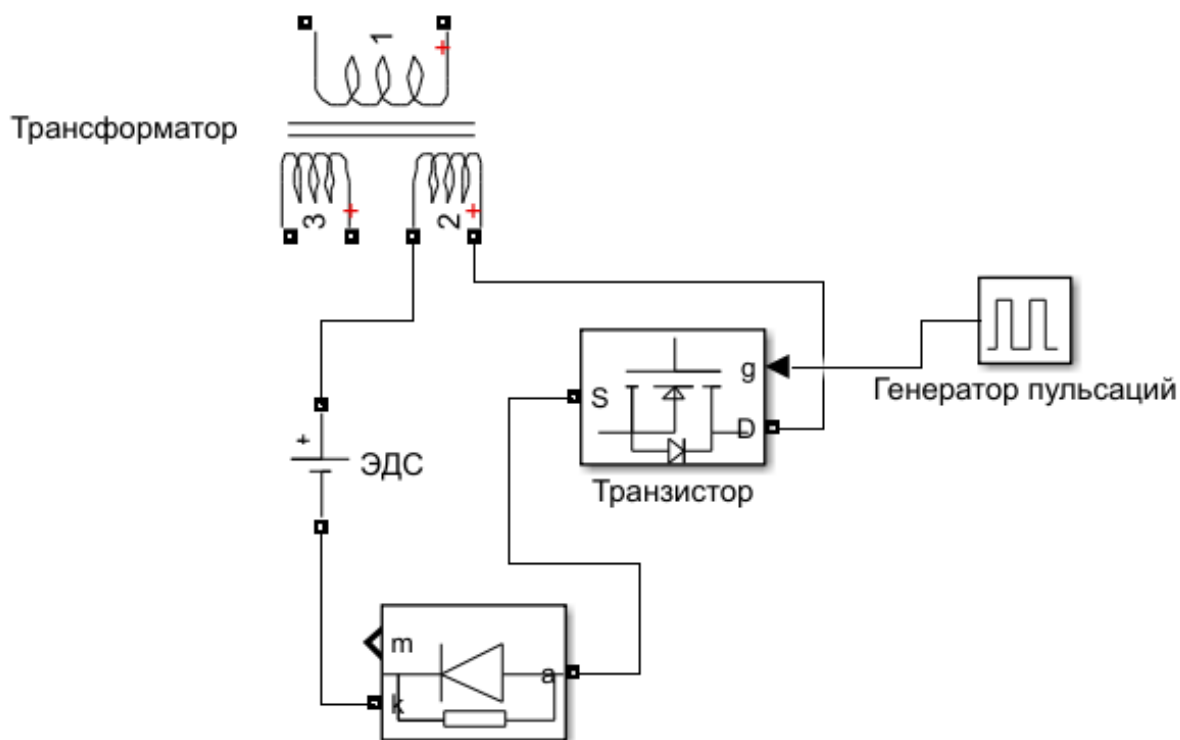 1
+
Трансформатор
3
+
2
+
+
ЭДС
S
g
D
Транзистор
Генератор пульсаций
m
a
k